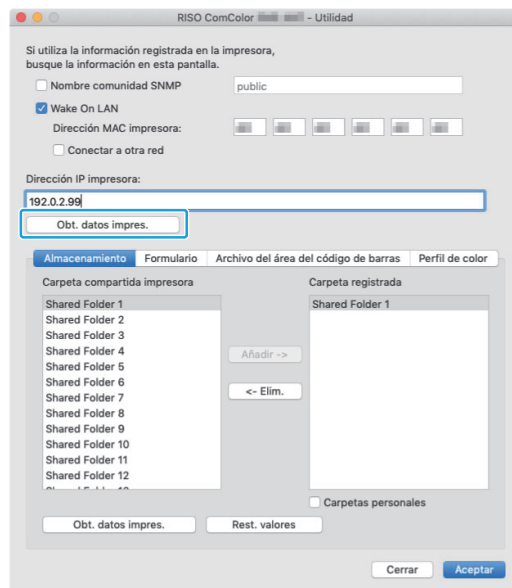 RISO ComColor - Utilidad
Si utiliza la información registrada en la impresora,
busque la información en esta pantalla.
Nombre comunidad SNMP
public
Wake On LAN
Dirección MAC impresora:
Conectar a otra red
Dirección IP impresora:
192.0.2.99
Obt. datos impres.
Almacenamiento Formulario Archivo del área del código de barras Perfil de color
Carpeta compartida impresora
Shared Folder 1
Shared Folder 2
Shared Folder 3
Shared Folder 4
Shared Folder 5
Shared Folder 6
Shared Folder 7
Shared Folder 8
Shared Folder 9
Shared Folder 10
Shared Folder 11
Shared Folder 12
Añadir ->
<- Elim.
Carpeta registrada
Shared Folder 1
Carpetas personales
Obt. datos impres.
Rest. valores
Cerrar
Aceptar